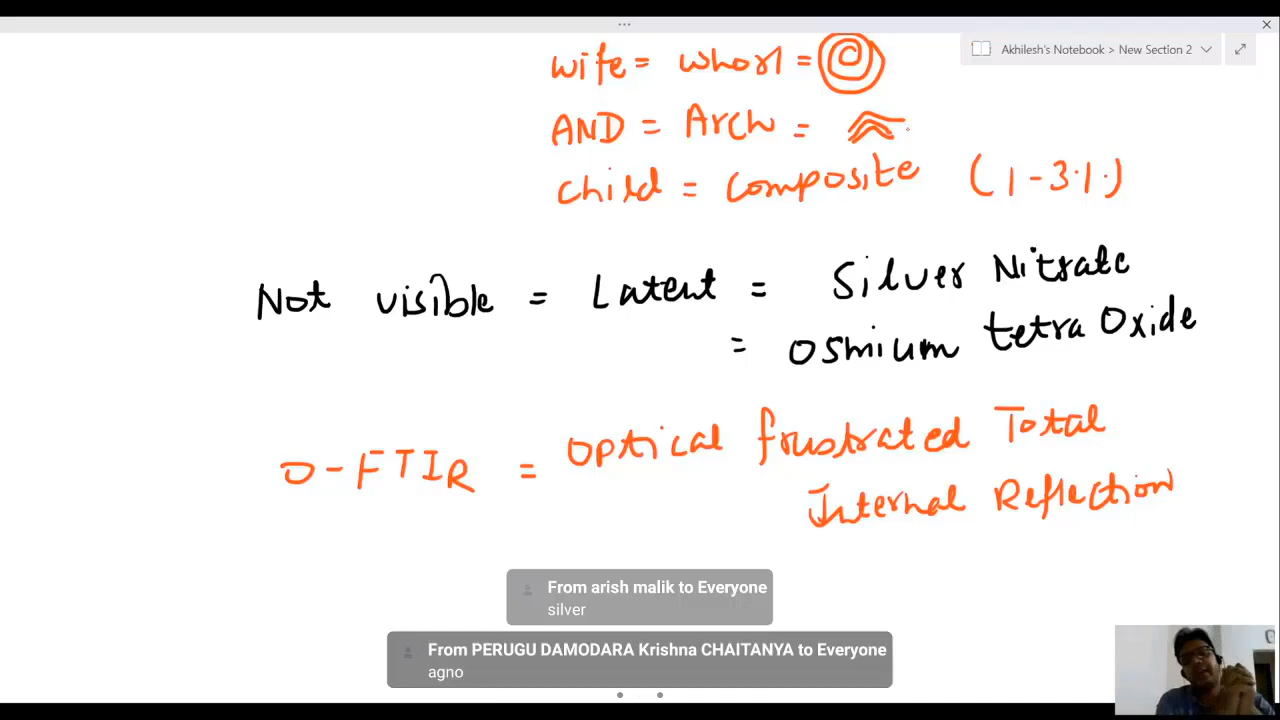 wife = whorl =
Akhilesh's Notebook > New Section 2
AND = Arch =
child = composite (1-3%)
Not visible = Latent = Silver Nitrate
= Osmium tetra Oxide
O-FTIR = Optical frustrated Total
Internal Reflection
From arish malik to Everyone
silver
From PERUGU DAMODARA Krishna CHAITANYA to Everyone
agno